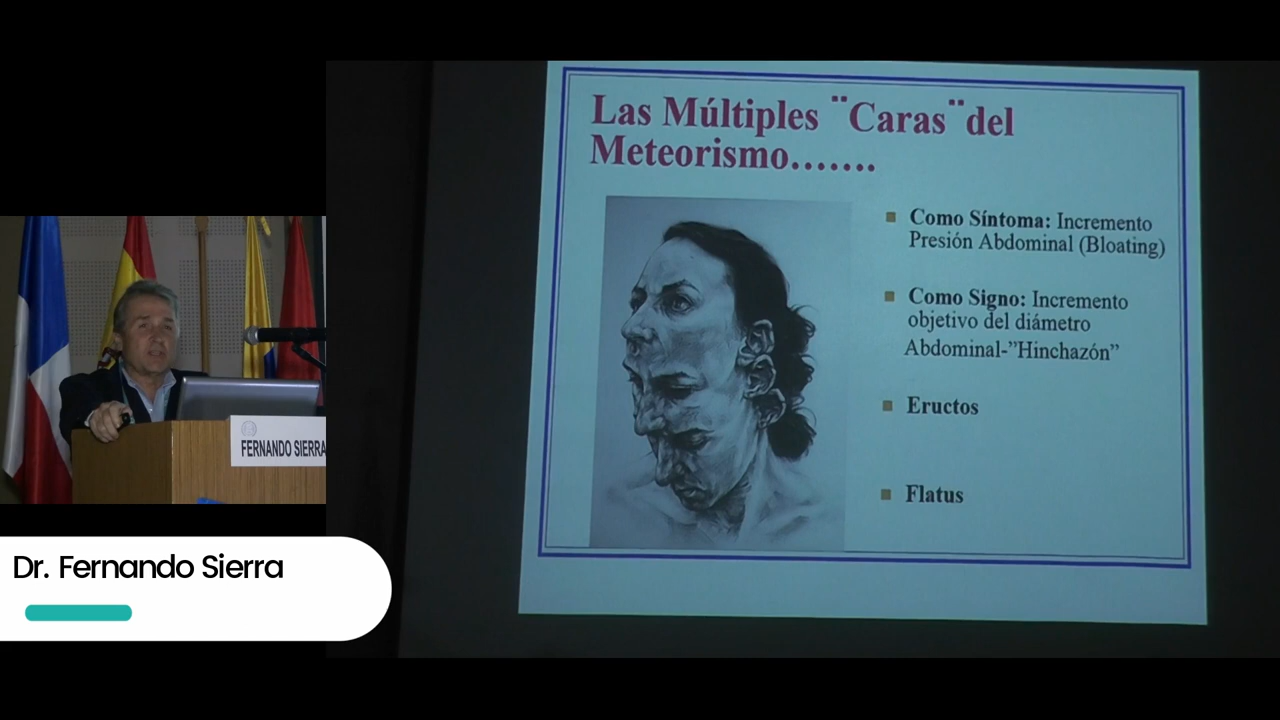 Las Múltiples ¨Caras¨del
Meteorismo.......
Como Síntoma: Incremento
Presión Abdominal (Bloating)
Como Signo: Incremento
objetivo del diámetro
Abdominal-”Hinchazón”
Eructos
Flatus
FERNANDO SIERRA
Dr. Fernando Sierra